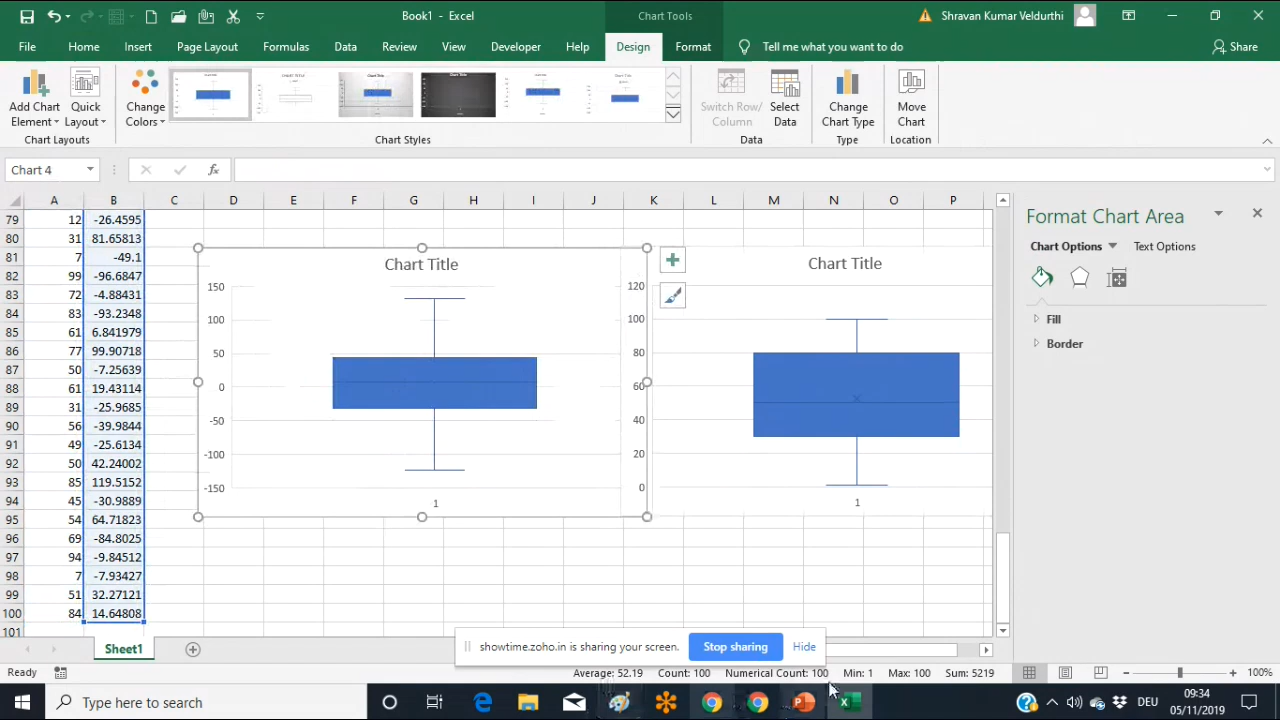 Book1 - Excel
Chart Tools
Shravan Kumar Veldurthi
File Home Insert Page Layout Formulas Data Review View Developer Help Design Format Tell me what you want to do Share
Add Chart Element
Quick Layout
Change Colors
Switch Row/ Column
Select Data
Change Chart Type
Move Chart
Chart Layouts
Chart Styles
Data
Type
Location
Chart 4
fx
A B C D E F G H I J K L M N O P
79 12 -26.4595
80 31 81.65813
81 7 -49.1
82 99 -96.6847
83 72 -4.88431
84 83 -93.2348
85 61 6.841979
86 77 99.90718
87 50 -7.25639
88 61 19.43114
89 31 -25.9685
90 56 -39.9844
91 49 -25.6134
92 50 42.24002
93 85 119.5152
94 45 -30.9889
95 54 64.71823
96 69 -84.8025
97 94 -9.84512
98 7 -7.93427
99 51 32.27121
100 84 14.64808
101
Chart Title
150
100
50
0
-50
-100
-150
1
Chart Title
120
100
80
60
40
20
0
1
Format Chart Area
Chart Options Text Options
Fill
Border
Sheet1
showtime.zoho.in is sharing your screen. Stop sharing Hide
Ready Average: 52.19 Count: 100 Numerical Count: 100 Min: 1 Max: 100 Sum: 5219 100%
Type here to search
DEU
09:34
05/11/2019